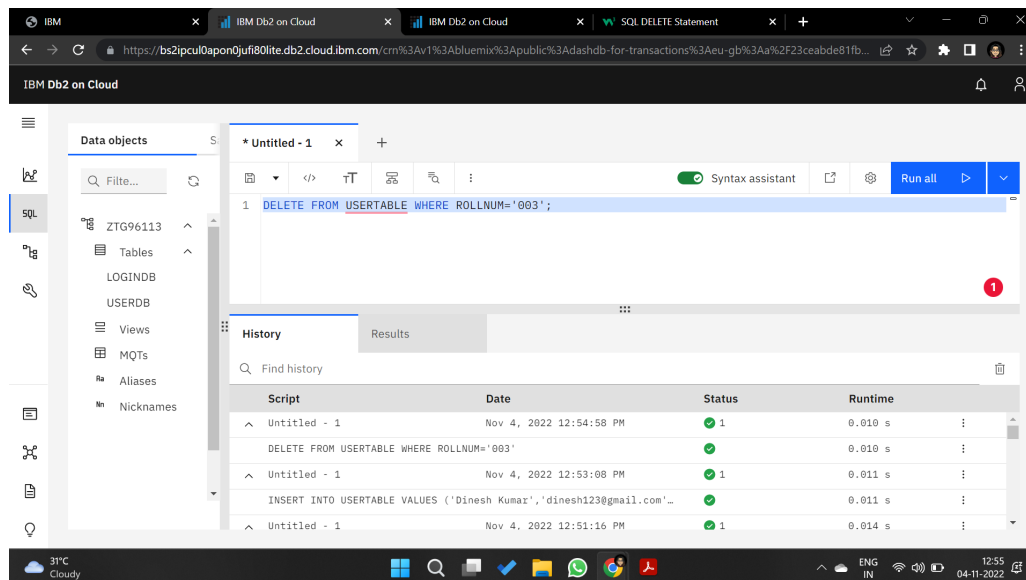 IBM
IBM Db2 on Cloud
IBM Db2 on Cloud
SQL DELETE Statement
https://bs2ipcul0apon0jufi80lite.db2.cloud.ibm.com/crn%3Av1%3Abluemix%3Apublic%3Adashdb-for-transactions%3Aeu-gb%3Aa%2F23ceabde81fb...
IBM Db2 on Cloud
Data objects
S
* Untitled - 1
Filte...
</>
Syntax assistant
Run all
SQL
1 DELETE FROM USERTABLE WHERE ROLLNUM='003';
ZTG96113
Tables
LOGINDB
USERDB
Views
MQTs
Aliases
Nicknames
1
History
Results
Find history
Script Date Status Runtime
Untitled - 1 Nov 4, 2022 12:54:58 PM 1 0.010 s
DELETE FROM USERTABLE WHERE ROLLNUM='003' 0.010 s
Untitled - 1 Nov 4, 2022 12:53:08 PM 1 0.011 s
INSERT INTO USERTABLE VALUES ('Dinesh Kumar','dinesh123@gmail.com'… 0.011 s
Untitled - 1 Nov 4, 2022 12:51:16 PM 1 0.014 s
31°C
Cloudy
ENG
IN
12:55
04-11-2022